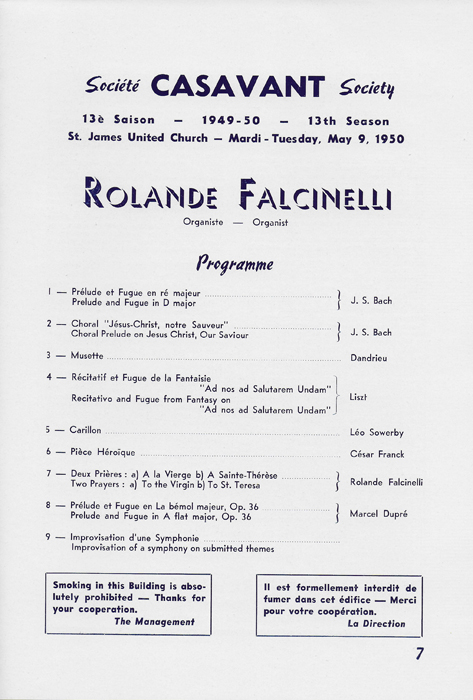 Société CASAVANT Society
13è Saison — 1949-50 — 13th Season
St. James United Church — Mardi - Tuesday, May 9, 1950
ROLANDE FALCINELLI
Organiste — Organist
Programme
1 — Prélude et Fugue en ré majeur
Prelude and Fugue in D major
J. S. Bach
2 — Choral "Jésus-Christ, notre Sauveur"
Choral Prelude on Jesus Christ, Our Saviour
J. S. Bach
3 — Musette
Dandrieu
4 — Récitatif et Fugue de la Fantaisie
"Ad nos ad Salutarem Undam"
Recitativo and Fugue from Fantasy on
"Ad nos ad Salutarem Undam"
Liszt
5 — Carillon
Léo Sowerby
6 — Pièce Héroïque
César Franck
7 — Deux Prières : a) A la Vierge b) A Sainte-Thérèse
Two Prayers : a) To the Virgin b) To St. Teresa
Rolande Falcinelli
8 — Prélude et Fugue en La bémol majeur, Op. 36
Prelude and Fugue in A flat major, Op. 36
Marcel Dupré
9 — Improvisation d'une Symphonie
Improvisation of a symphony on submitted themes
Smoking in this Building is abso-
lutely prohibited — Thanks for
your cooperation.
The Management
Il est formellement interdit de
fumer dans cet édifice — Merci
pour votre coopération.
La Direction
7